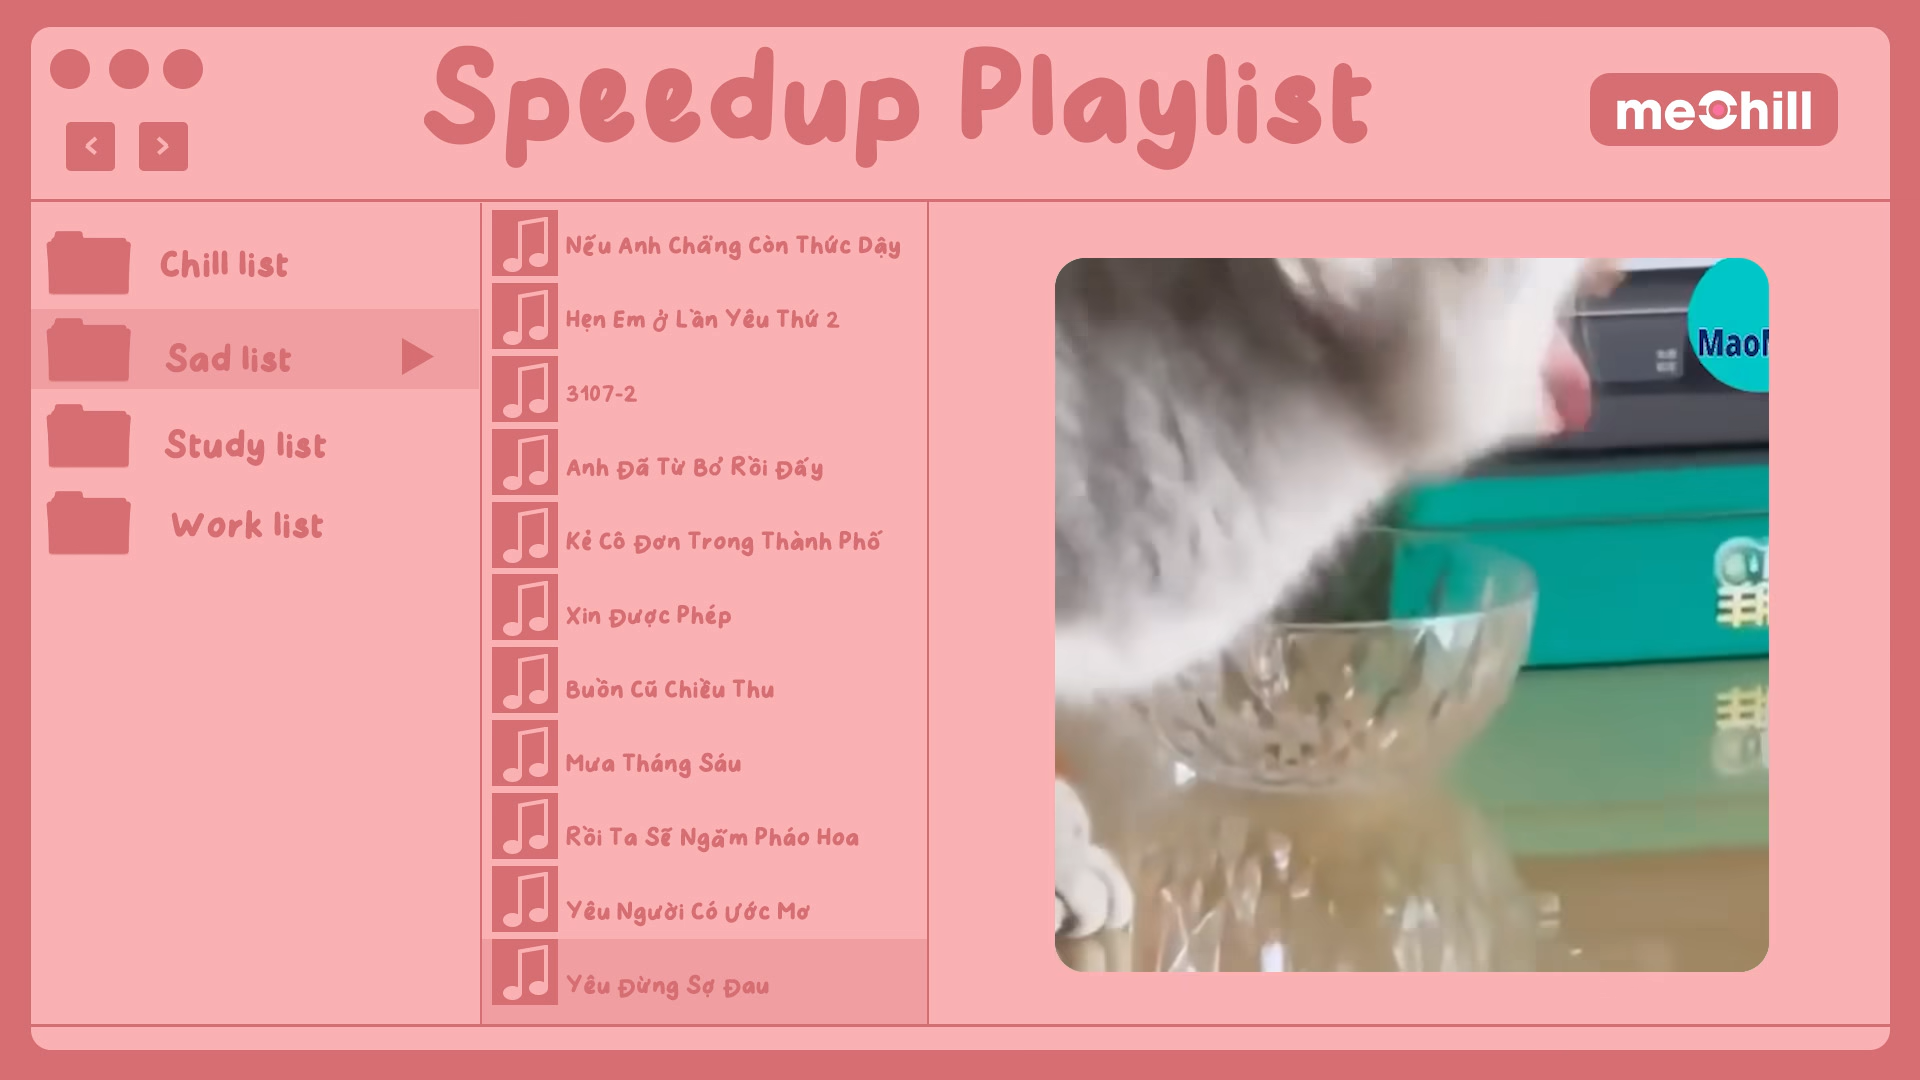 Speedup Playlist
mechill
Chill list
Sad list
Study list
Work list
Nếu Anh Chẳng Còn Thức Dậy
Hẹn Em ở Lần Yêu Thứ 2
3107-2
Anh Đã Từ Bỏ Rồi Đấy
Kẻ Cô Đơn Trong Thành Phố
Xin Được Phép
Buồn Cũ Chiều Thu
Mưa Tháng Sáu
Rồi Ta Sẽ Ngắm Pháo Hoa
Yêu Người Có Ước Mơ
Yêu Đừng Sợ Đau